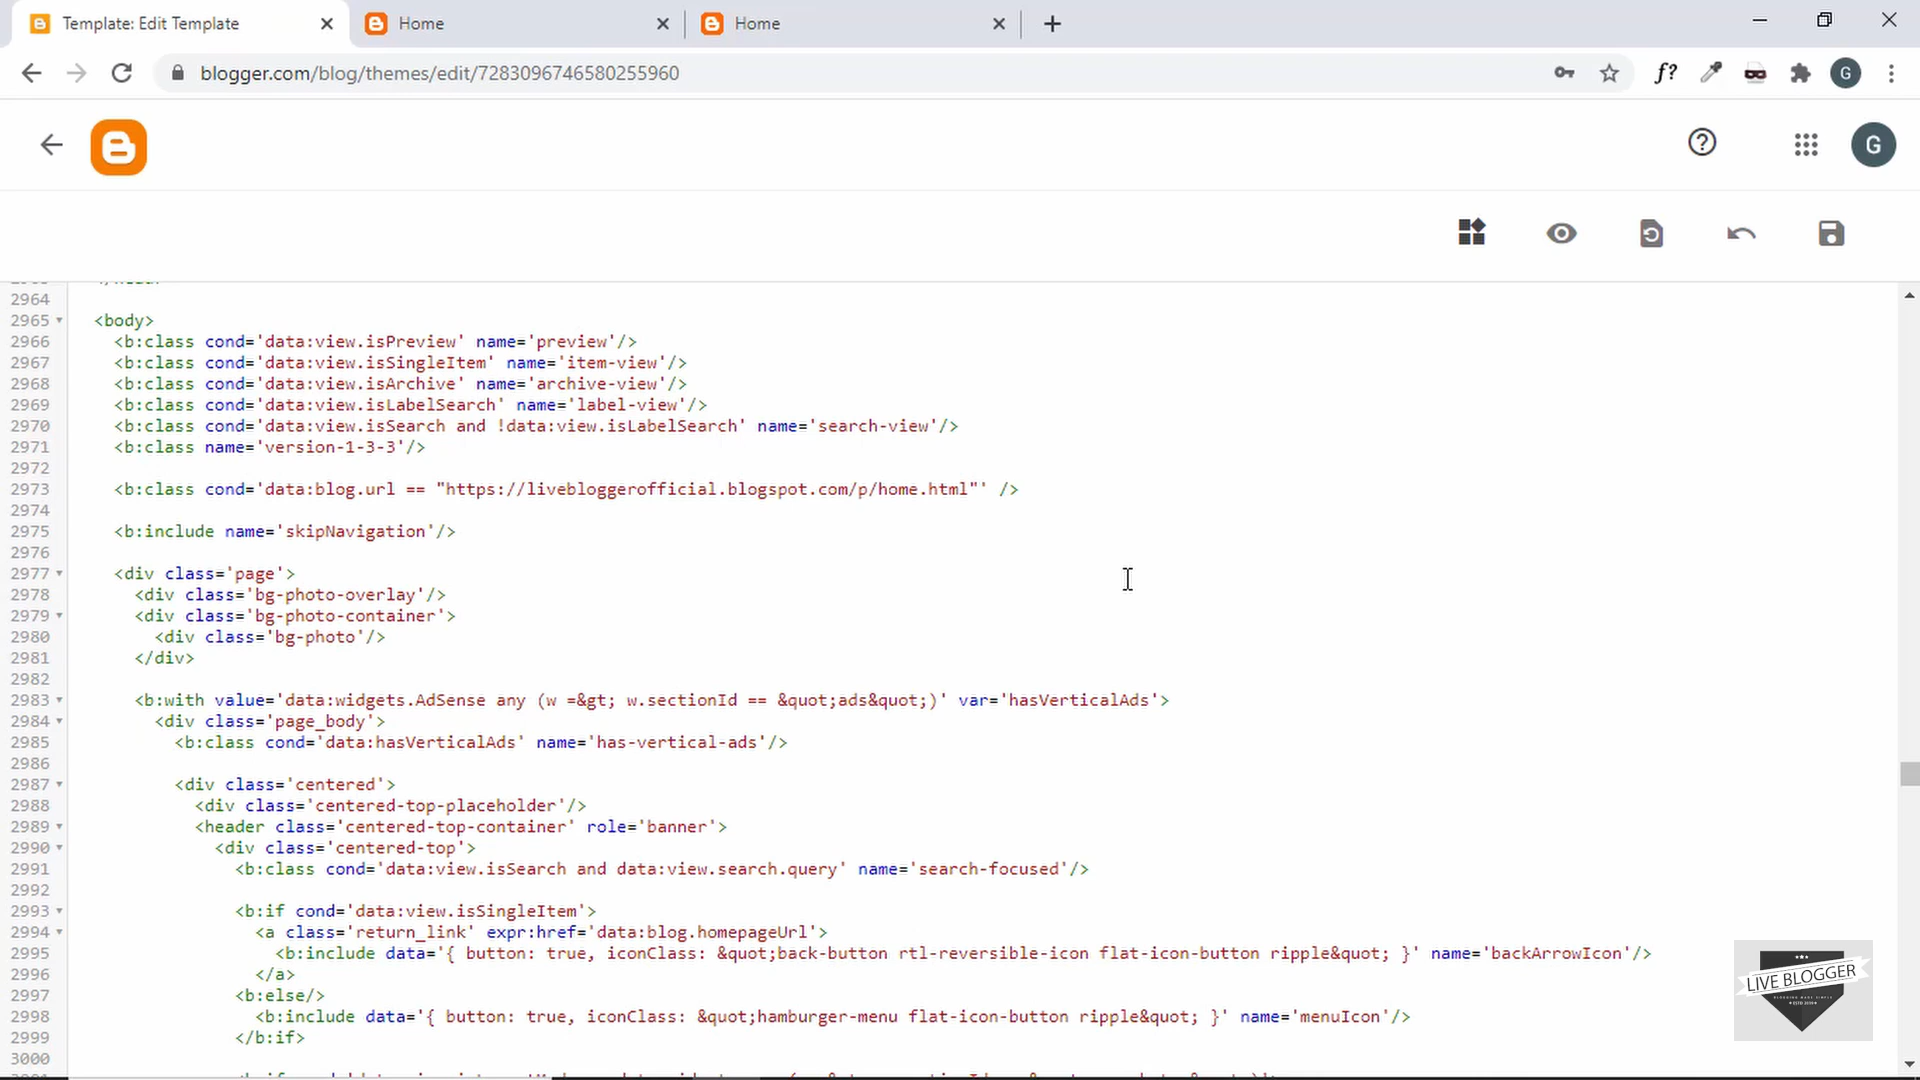 Template: Edit Template
Home
Home
blogger.com/blog/themes/edit/7283096746580255960
f?
G
G
2964
2965 <body>
2966 <b:class cond='data:view.isPreview' name='preview'/>
2967 <b:class cond='data:view.isSingleItem' name='item-view'/>
2968 <b:class cond='data:view.isArchive' name='archive-view'/>
2969 <b:class cond='data:view.isLabelSearch' name='label-view'/>
2970 <b:class cond='data:view.isSearch and !data:view.isLabelSearch' name='search-view'/>
2971 <b:class name='version-1-3-3'/>
2972
2973 <b:class cond='data:blog.url == "https://livebloggerofficial.blogspot.com/p/home.html"' />
2974
2975 <b:include name='skipNavigation'/>
2976
2977 <div class='page'>
2978 <div class='bg-photo-overlay'/>
2979 <div class='bg-photo-container'>
2980 <div class='bg-photo'/>
2981 </div>
2982
2983 <b:with value='data:widgets.AdSense any (w =&gt; w.sectionId == &quot;ads&quot;)' var='hasVerticalAds'>
2984 <div class='page_body'>
2985 <b:class cond='data:hasVerticalAds' name='has-vertical-ads'/>
2986
2987 <div class='centered'>
2988 <div class='centered-top-placeholder'/>
2989 <header class='centered-top-container' role='banner'>
2990 <div class='centered-top'>
2991 <b:class cond='data:view.isSearch and data:view.search.query' name='search-focused'/>
2992
2993 <b:if cond='data:view.isSingleItem'>
2994 <a class='return_link' expr:href='data:blog.homepageUrl'>
2995 <b:include data='{ button: true, iconClass: &quot;back-button rtl-reversible-icon flat-icon-button ripple&quot; }' name='backArrowIcon'/>
2996 </a>
2997 <b:else/>
2998 <b:include data='{ button: true, iconClass: &quot;hamburger-menu flat-icon-button ripple&quot; }' name='menuIcon'/>
2999 </b:if>
3000
LIVE BLOGGER